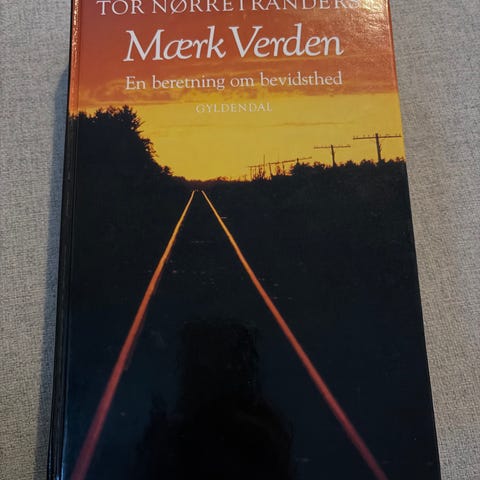 TOR NØRRETRANDERS
Mærk Verden
En beretning om bevidsthed
GYLDENDAL